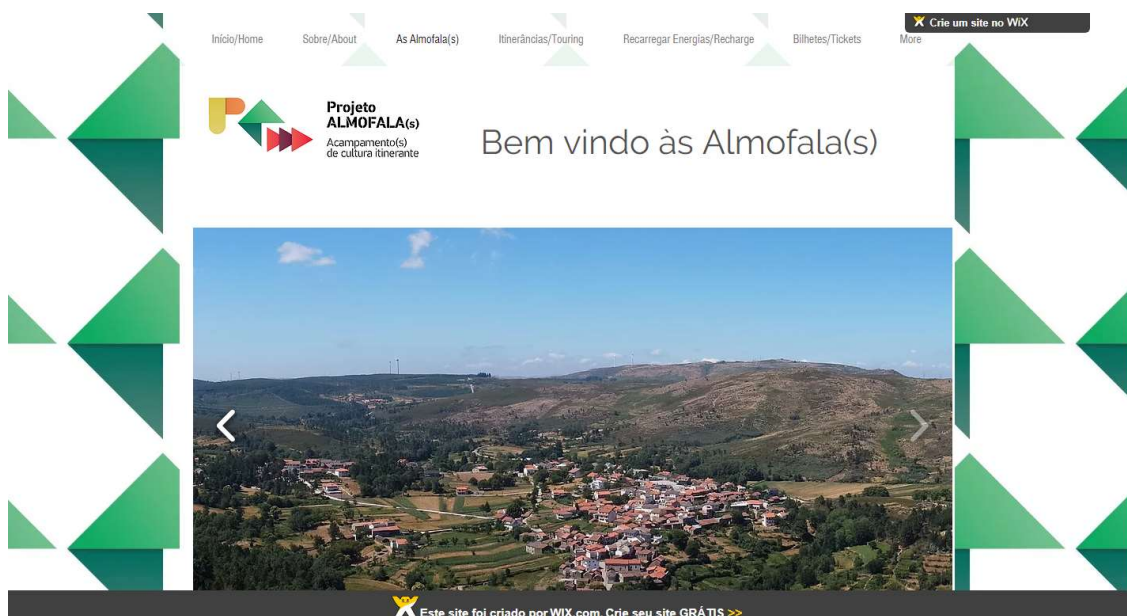 Crie um site no WiX
Início/Home Sobre/About As Almofala(s) Itinerâncias/Touring Recarregar Energias/Recharge Bilhetes/Tickets More
Projeto
ALMOFALA(s)
Acampamento(s)
de cultura itinerante
Bem vindo às Almofala(s)
Este site foi criado por WIX.com. Crie seu site GRÁTIS >>